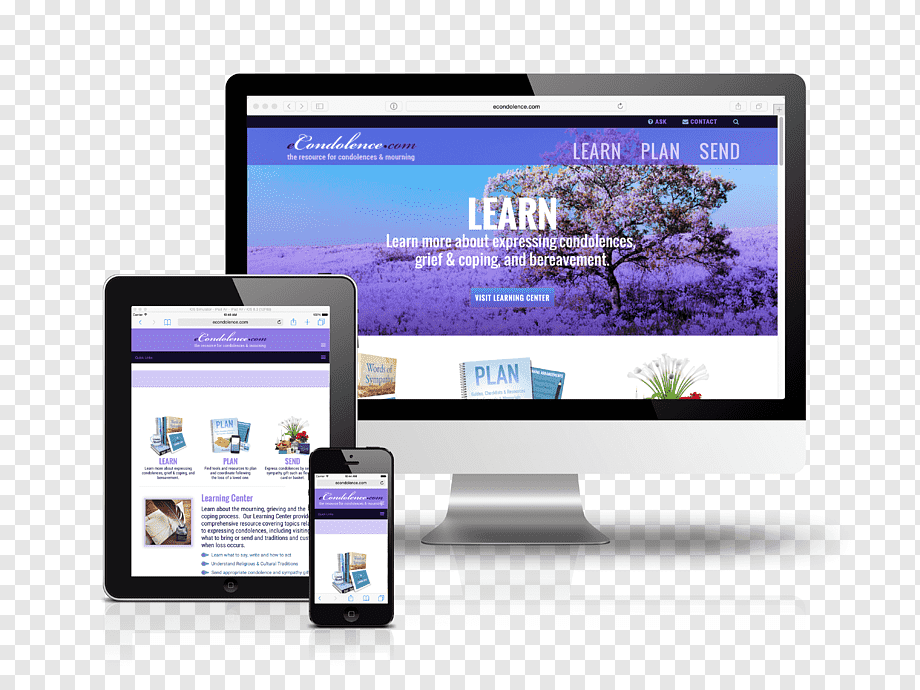 econdolence.com
ASK CONTACT
eCondolence.com
the resource for condolences & mourning
LEARN PLAN SEND
LEARN
Learn more about expressing condolences,
grief & coping, and bereavement.
VISIT LEARNING CENTER
Words of
Sympathy
PLAN
econdolence.com
eCondolence.com
the resource for condolences & mourning
PLAN
LEARN
Learn more about expressing
condolences, grief & coping, and
bereavement.
PLAN
Find tools and resources to plan
and coordinate following
the loss of a loved one.
SEND
Express condolences by se
sympathy gift such as flo
card or basket.
Learning Center
Learn about the mourning, grieving and the
coping process. Our Learning Center provid
comprehensive resource covering topics rela
to expressing condolences, including visiting
what to bring or send and traditions and cus
when loss occurs.
Learn what to say, write and how to act
Understand Religious & Cultural Traditions
Send appropriate condolence and sympathy gift
econdolence.com
eCondolence.com
the resource for condolences & mourning